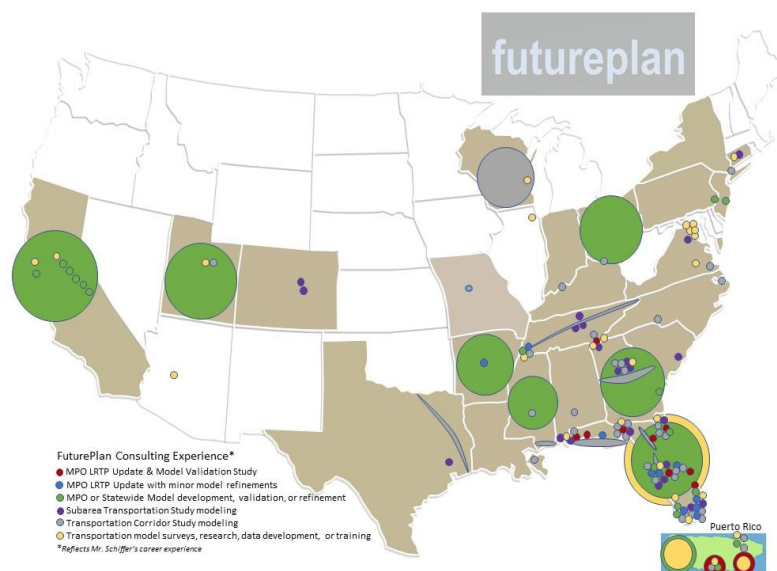 futureplan
FuturePlan Consulting Experience*
MPO LRTP Update & Model Validation Study
MPO LRTP Update with minor model refinements
MPO or Statewide Model development, validation, or refinement
Subarea Transportation Study modeling
Transportation Corridor Study modeling
Transportation model surveys, research, data development, or training
*Reflects Mr. Schiffer's career experience
Puerto Rico